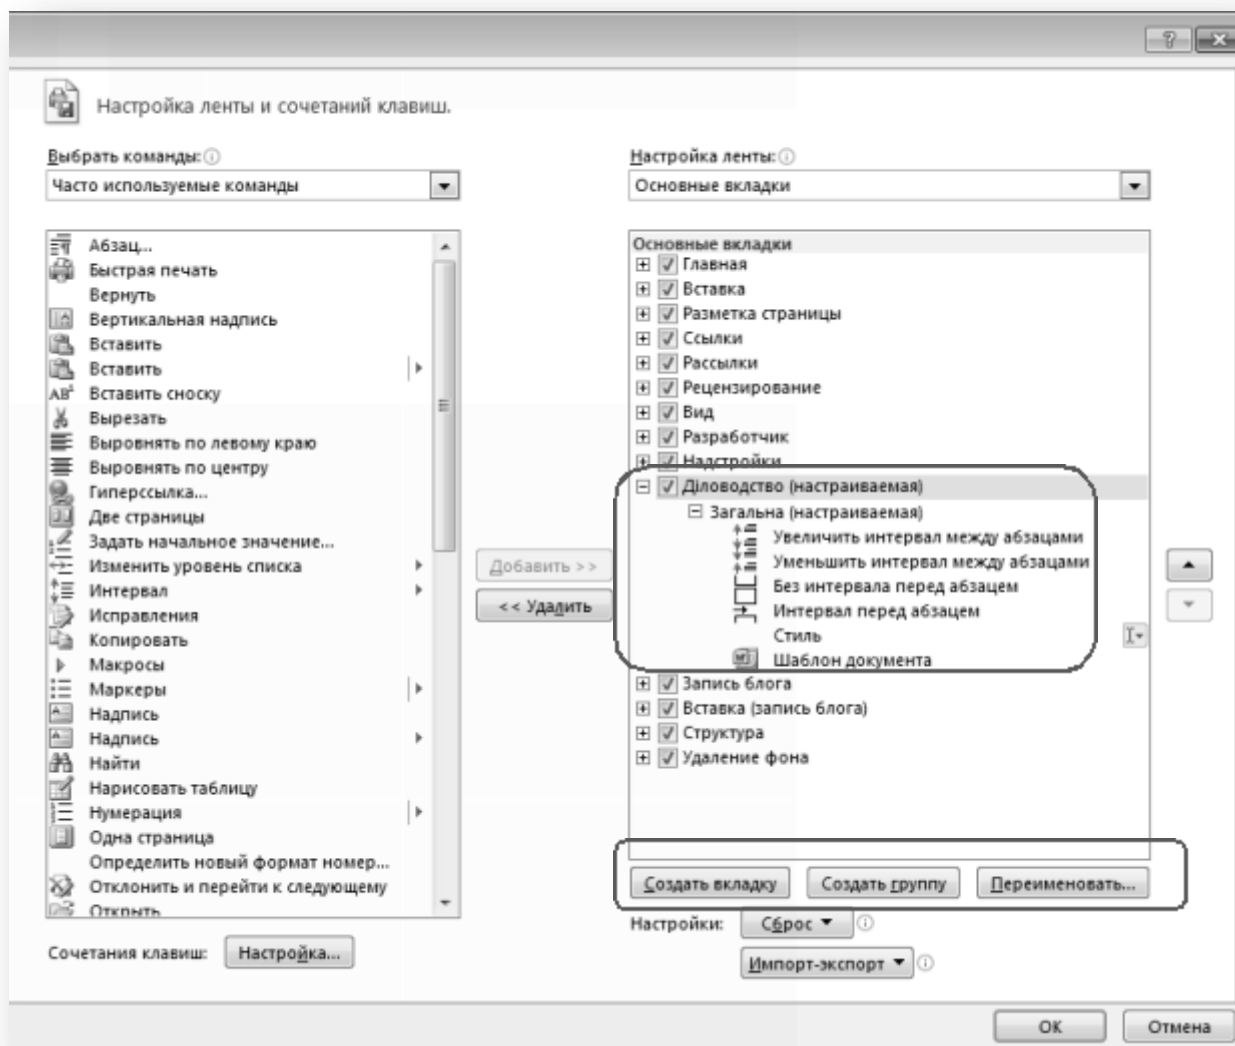 Настройка ленты и сочетаний клавиш.
Выбрать команды:
Часто используемые команды
Абзац...
Быстрая печать
Вернуть
Вертикальная надпись
Вставить
Вставить
Вставить сноску
Вырезать
Выровнять по левому краю
Выровнять по центру
Гиперссылка...
Две страницы
Задать начальное значение...
Изменить уровень списка
Интервал
Исправления
Копировать
Макросы
Маркеры
Надпись
Надпись
Найти
Нарисовать таблицу
Нумерация
Одна страница
Определить новый формат номер...
Отклонить и перейти к следующему
Открыть
Сочетания клавиш: Настройка...
Добавить >>
<< Удалить
Настройка ленты:
Основные вкладки
Основные вкладки
Главная
Вставка
Разметка страницы
Ссылки
Рассылки
Рецензирование
Вид
Разработчик
Надстройки
Діловодство (настраиваемая)
Загальна (настраиваемая)
Увеличить интервал между абзацами
Уменьшить интервал между абзацами
Без интервала перед абзацем
Интервал перед абзацем
Стиль
Шаблон документа
Запись блога
Вставка (запись блога)
Структура
Удаление фона
Создать вкладку Создать группу Переименовать...
Настройки: Сброс
Импорт-экспорт
ОК Отмена